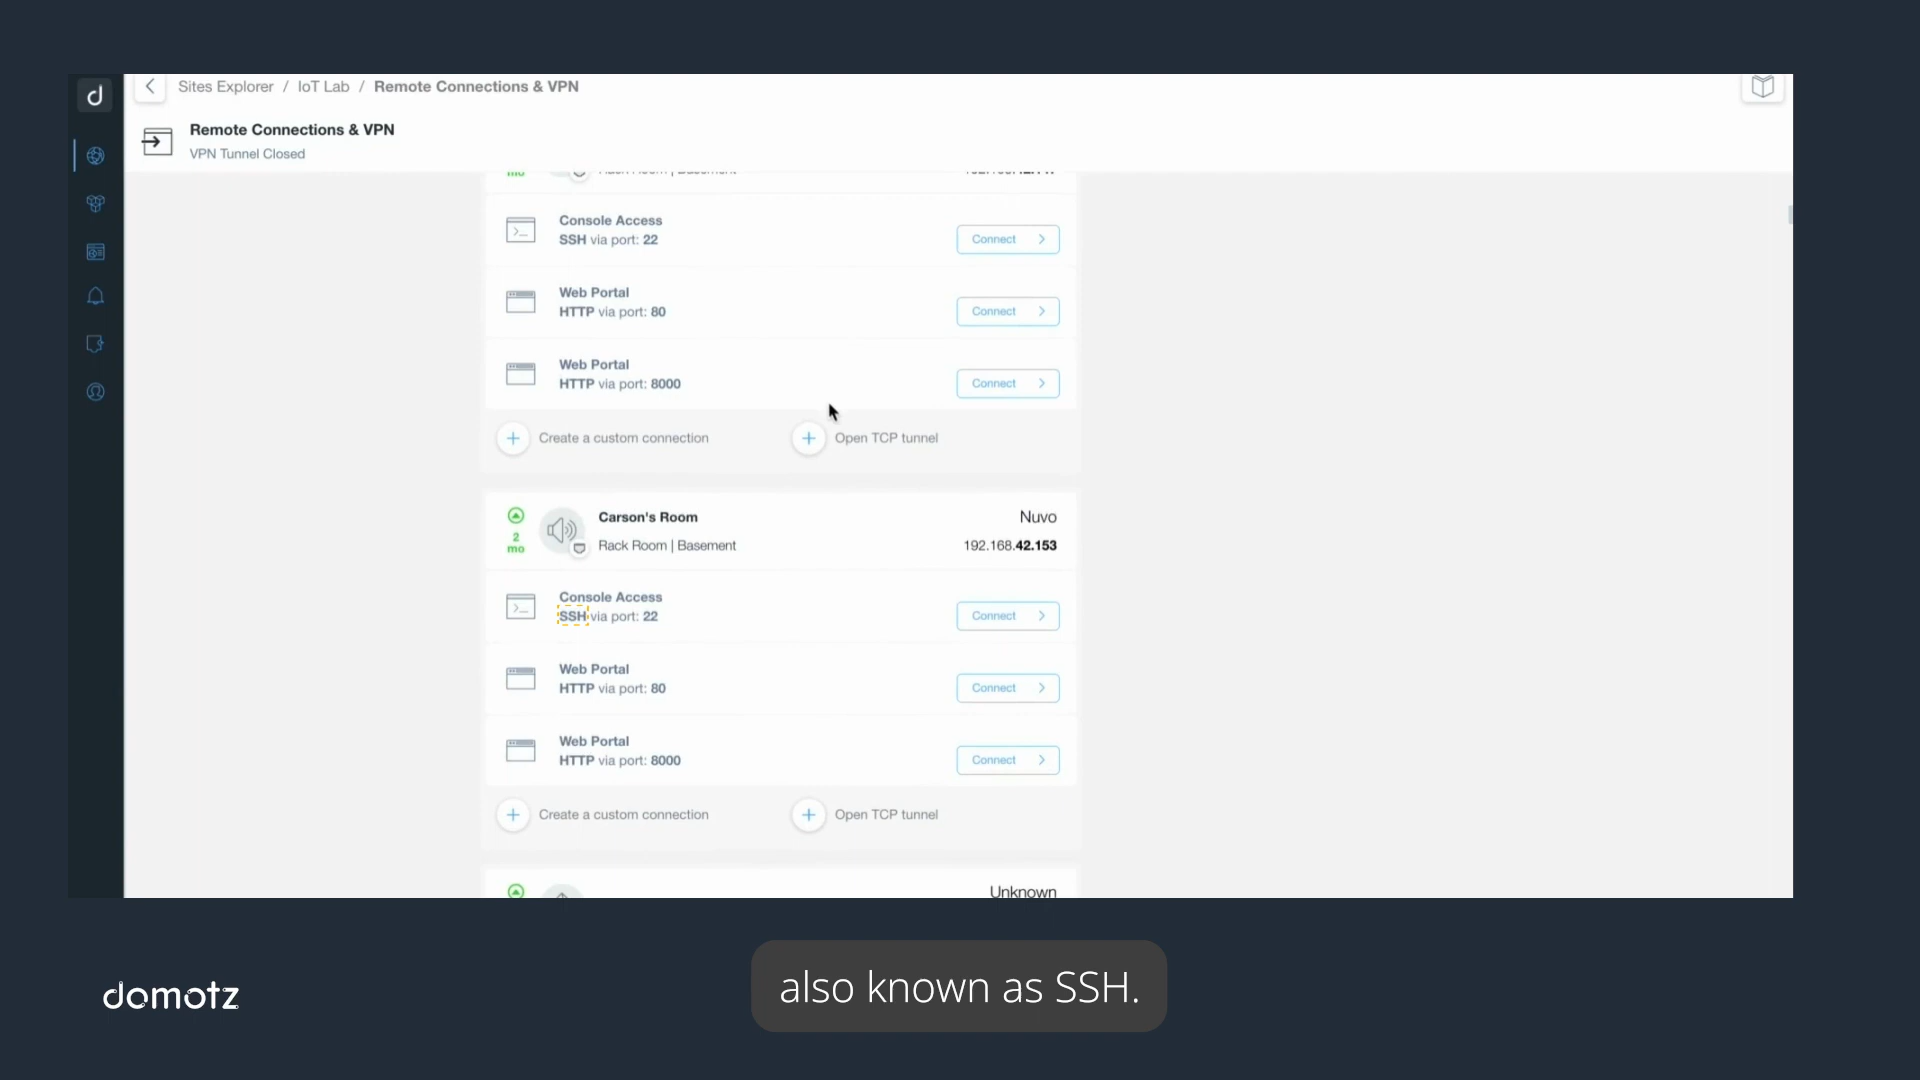 Sites Explorer / IoT Lab / Remote Connections & VPN
Remote Connections & VPN
VPN Tunnel Closed
mo
Console Access
SSH via port: 22
Connect
Web Portal
HTTP via port: 80
Connect
Web Portal
HTTP via port: 8000
Connect
Create a custom connection
Open TCP tunnel
Carson's Room
Nuvo
2
mo
Rack Room | Basement
192.168.42.153
Console Access
SSH via port: 22
Connect
Web Portal
HTTP via port: 80
Connect
Web Portal
HTTP via port: 8000
Connect
Create a custom connection
Open TCP tunnel
Unknown
domotz
also known as SSH.